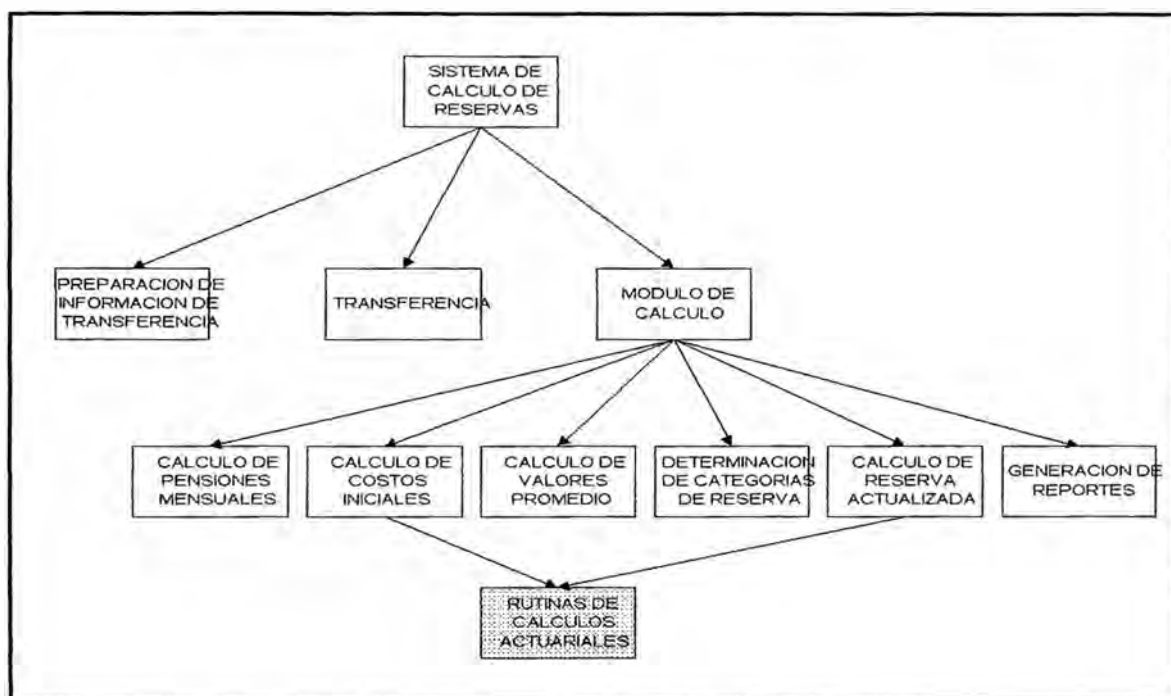 SISTEMA DE
CALCULO DE
RESERVAS
PREPARACION DE
INFORMACION DE
TRANSFERENCIA
TRANSFERENCIA
MODULO DE
CALCULO
CALCULO DE
PENSIONES
MENSUALES
CALCULO DE
COSTOS
INICIALES
CALCULO DE
VALORES
PROMEDIO
DETERMINACION
DE CATEGORIAS
DE RESERVA
CALCULO DE
RESERVA
ACTUALIZADA
GENERACION DE
REPORTES
RUTINAS DE
CALCULOS
ACTUARIALES